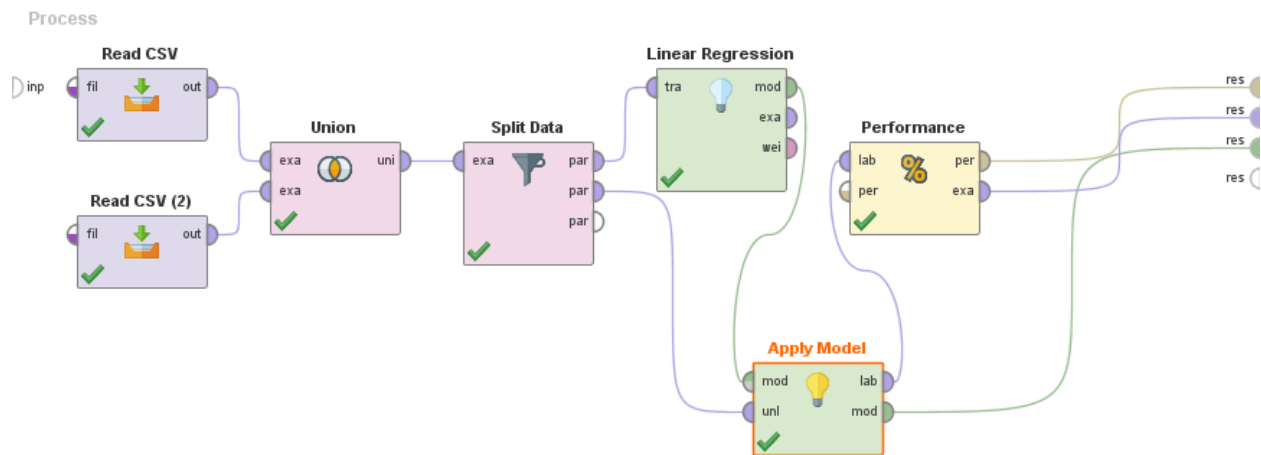 Process
Read CSV
inp
fil
out
Read CSV (2)
fil
out
Union
exa
uni
exa
Split Data
exa
par
par
par
Linear Regression
tra
mod
exa
wei
Apply Model
mod
lab
unl
mod
Performance
lab
per
per
exa
res
res
res
res